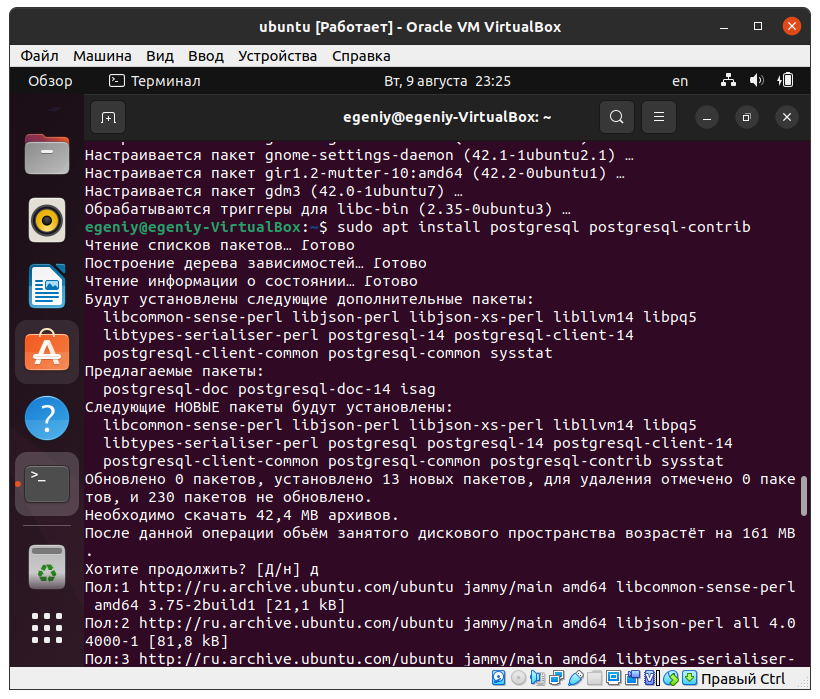 ubuntu [Работает] - Oracle VM VirtualBox
Файл Машина Вид Ввод Устройства Справка
Обзор Терминал Вт, 9 августа 23:25 en
egeniy@egeniy-VirtualBox: ~
Настраивается пакет gnome-settings-daemon (42.1-1ubuntu2.1) …
Настраивается пакет gir1.2-mutter-10:amd64 (42.2-0ubuntu1) …
Настраивается пакет gdm3 (42.0-1ubuntu7) …
Обрабатываются триггеры для libc-bin (2.35-0ubuntu3) …
egeniy@egeniy-VirtualBox:~$ sudo apt install postgresql postgresql-contrib
Чтение списков пакетов… Готово
Построение дерева зависимостей… Готово
Чтение информации о состоянии… Готово
Будут установлены следующие дополнительные пакеты:
libcommon-sense-perl libjson-perl libjson-xs-perl libllvm14 libpq5
libtypes-serialiser-perl postgresql-14 postgresql-client-14
postgresql-client-common postgresql-common sysstat
Предлагаемые пакеты:
postgresql-doc postgresql-doc-14 isag
Следующие НОВЫЕ пакеты будут установлены:
libcommon-sense-perl libjson-perl libjson-xs-perl libllvm14 libpq5
libtypes-serialiser-perl postgresql postgresql-14 postgresql-client-14
postgresql-client-common postgresql-common postgresql-contrib sysstat
Обновлено 0 пакетов, установлено 13 новых пакетов, для удаления отмечено 0 паке
тов, и 230 пакетов не обновлено.
Необходимо скачать 42,4 MB архивов.
После данной операции объём занятого дискового пространства возрастёт на 161 MB
.
Хотите продолжить? [Д/н] д
Пол:1 http://ru.archive.ubuntu.com/ubuntu jammy/main amd64 libcommon-sense-perl
amd64 3.75-2build1 [21,1 kB]
Пол:2 http://ru.archive.ubuntu.com/ubuntu jammy/main amd64 libjson-perl all 4.0
4000-1 [81,8 kB]
Пол:3 http://ru.archive.ubuntu.com/ubuntu jammy/main amd64 libtypes-serialiser-
Правый Ctrl